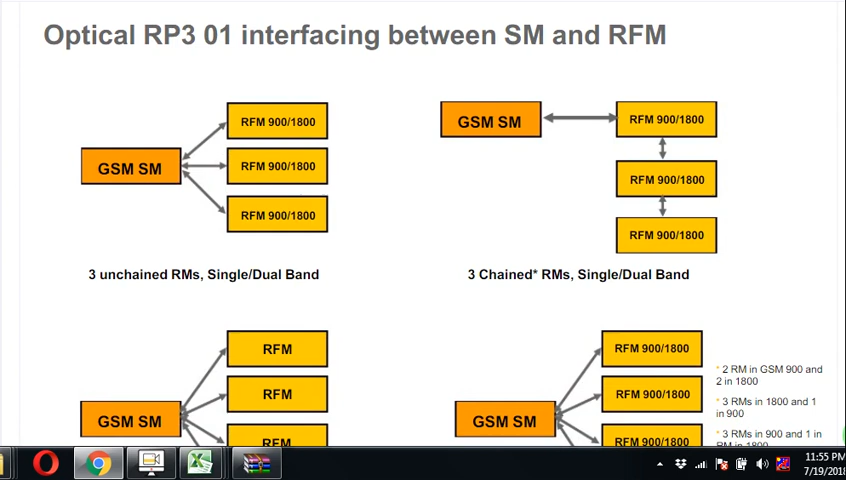 Optical RP3 01 interfacing between SM and RFM
GSM SM
RFM 900/1800
RFM 900/1800
RFM 900/1800
3 unchained RMs, Single/Dual Band
GSM SM
RFM 900/1800
RFM 900/1800
RFM 900/1800
3 Chained* RMs, Single/Dual Band
GSM SM
RFM
RFM
RFM
GSM SM
RFM 900/1800
RFM 900/1800
RFM 900/1800
* 2 RM in GSM 900 and
2 in 1800
* 3 RMs in 1800 and 1
in 900
* 3 RMs in 900 and 1 in
RM in 1800
11:55 PM
7/19/2018